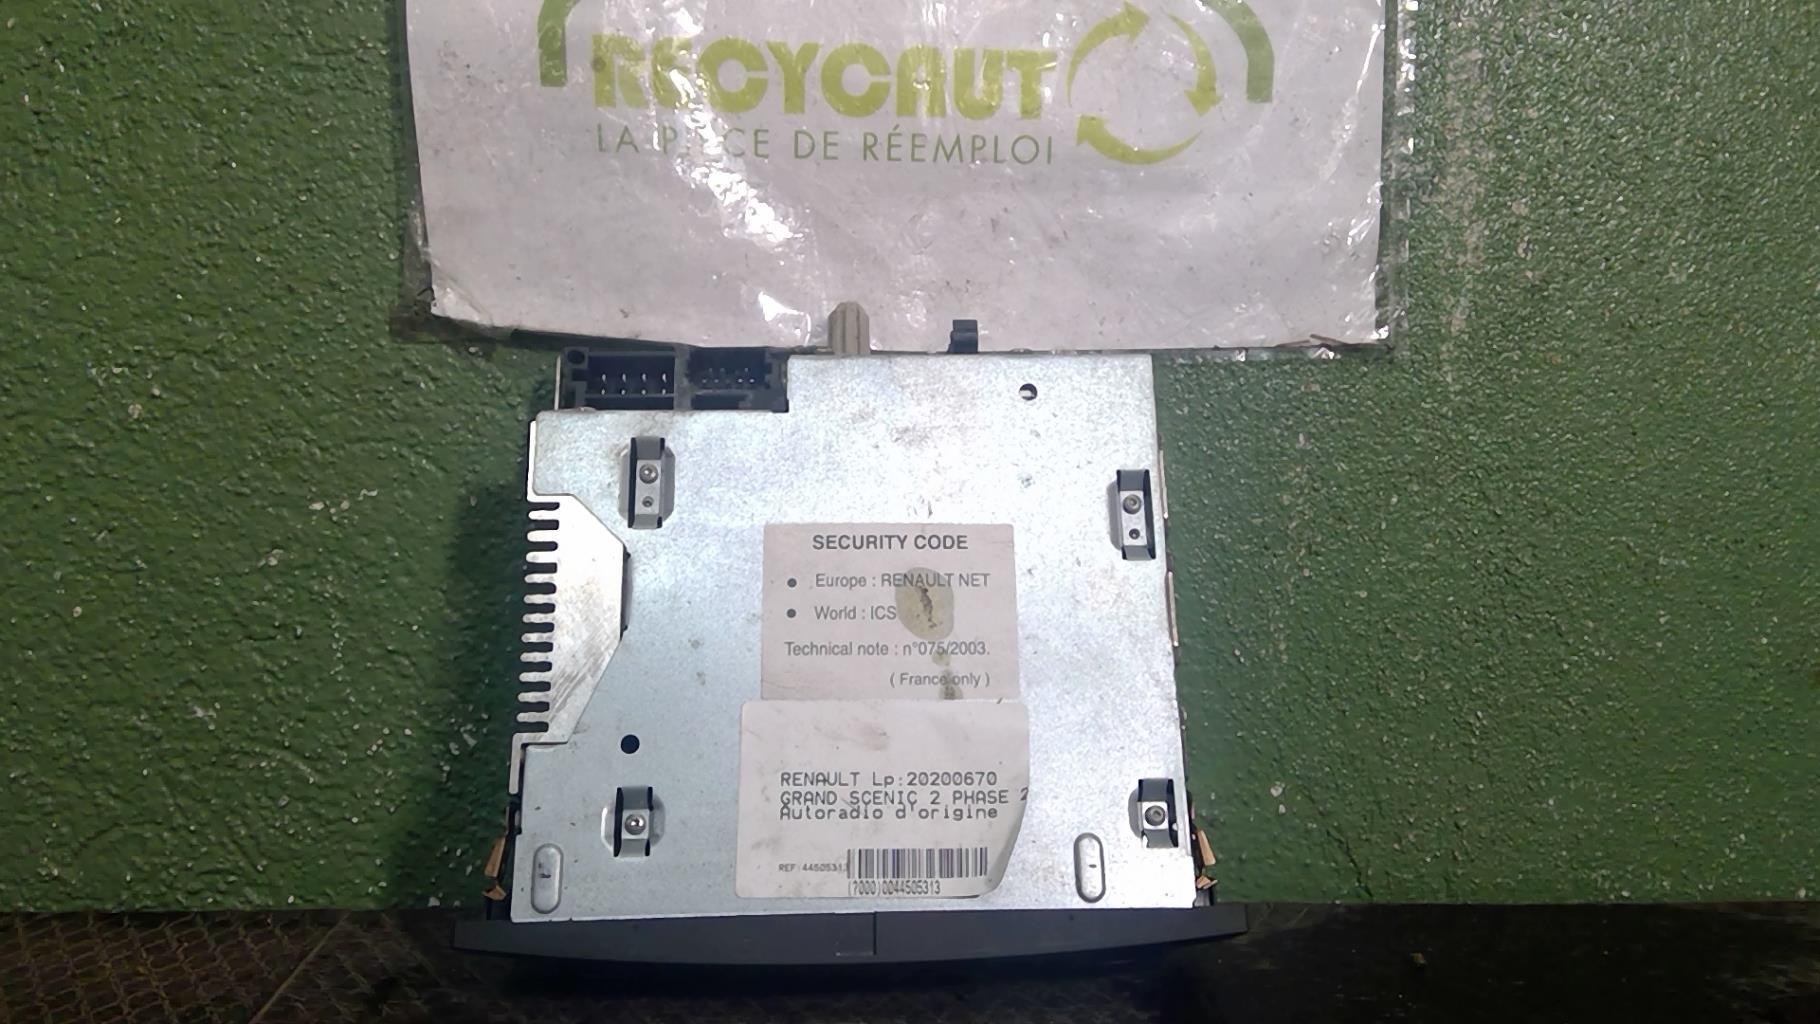 RECYCAUT
LA PIÈCE DE RÉEMPLOI
SECURITY CODE
● Europe : RENAULT NET
● World : ICS
Technical note : n°075/2003.
( France only )
RENAULT Lp:20200670
GRAND SCENIC 2 PHASE 2
Autoradio d'origine
REF:44505313
(7000)0044505313